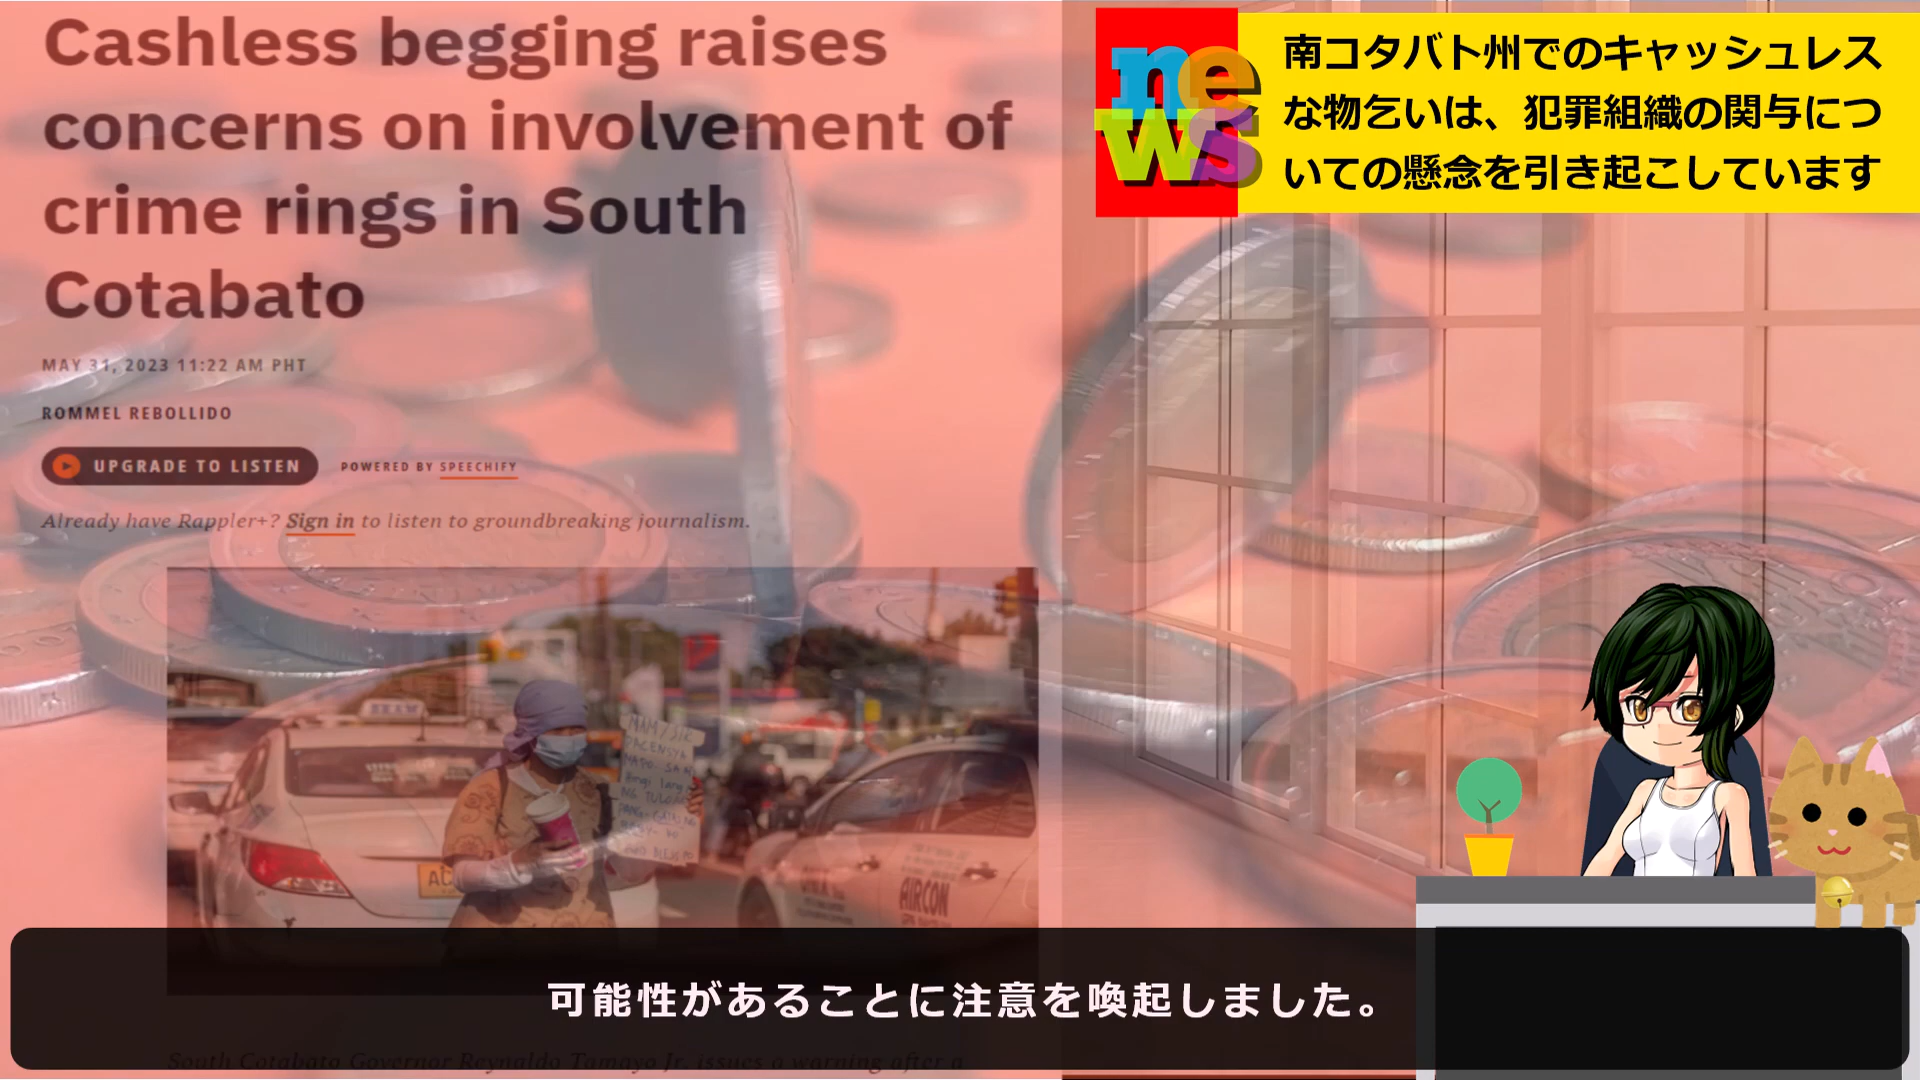 Cashless begging raises
concerns on involvement of
crime rings in South
Cotabato
MAY 31, 2023 11:22 AM PHT
ROMMEL REBOLLIDO
UPGRADE TO LISTEN
POWERED BY SPEECHIFY
Already have Rappler+? Sign in to listen to groundbreaking journalism.
news
南コタバト州でのキャッシュレス
な物乞いは、犯罪組織の関与につ
いての懸念を引き起こしています
MAM/SIR
AIRCON
可能性があることに注意を喚起しました。
South Cotabato Governor Reynaldo Tamayo Jr. issues a warning after a